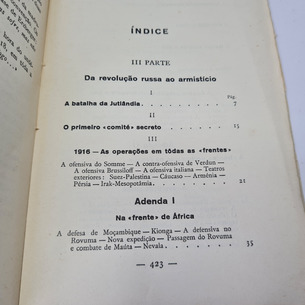 ÍNDICE
III PARTE
Da revolução russa ao armistício
I
Pág.
A batalha da Jutlândia . . . . . . . . . 7
II
O primeiro «comité» secreto . . . . . . . 15
III
1916 — As operações em tôdas as «frentes»
A ofensiva do Somme — A contra-ofensiva de Verdun —
A ofensiva Brussiloff — A ofensiva italiana — Teatros
exteriores : Suez-Palestina — Cáucaso — Arménia —
Pérsia — Irak-Mesopotâmia . . . . . . . 21
Adenda I
Na «frente» de África
A defesa de Moçambique — Kionga — A defensiva no
Rovuma — Nova expedição — Passagem do Rovuma
e combate de Maúta — Nevala . . . . . . 35
— 423 —